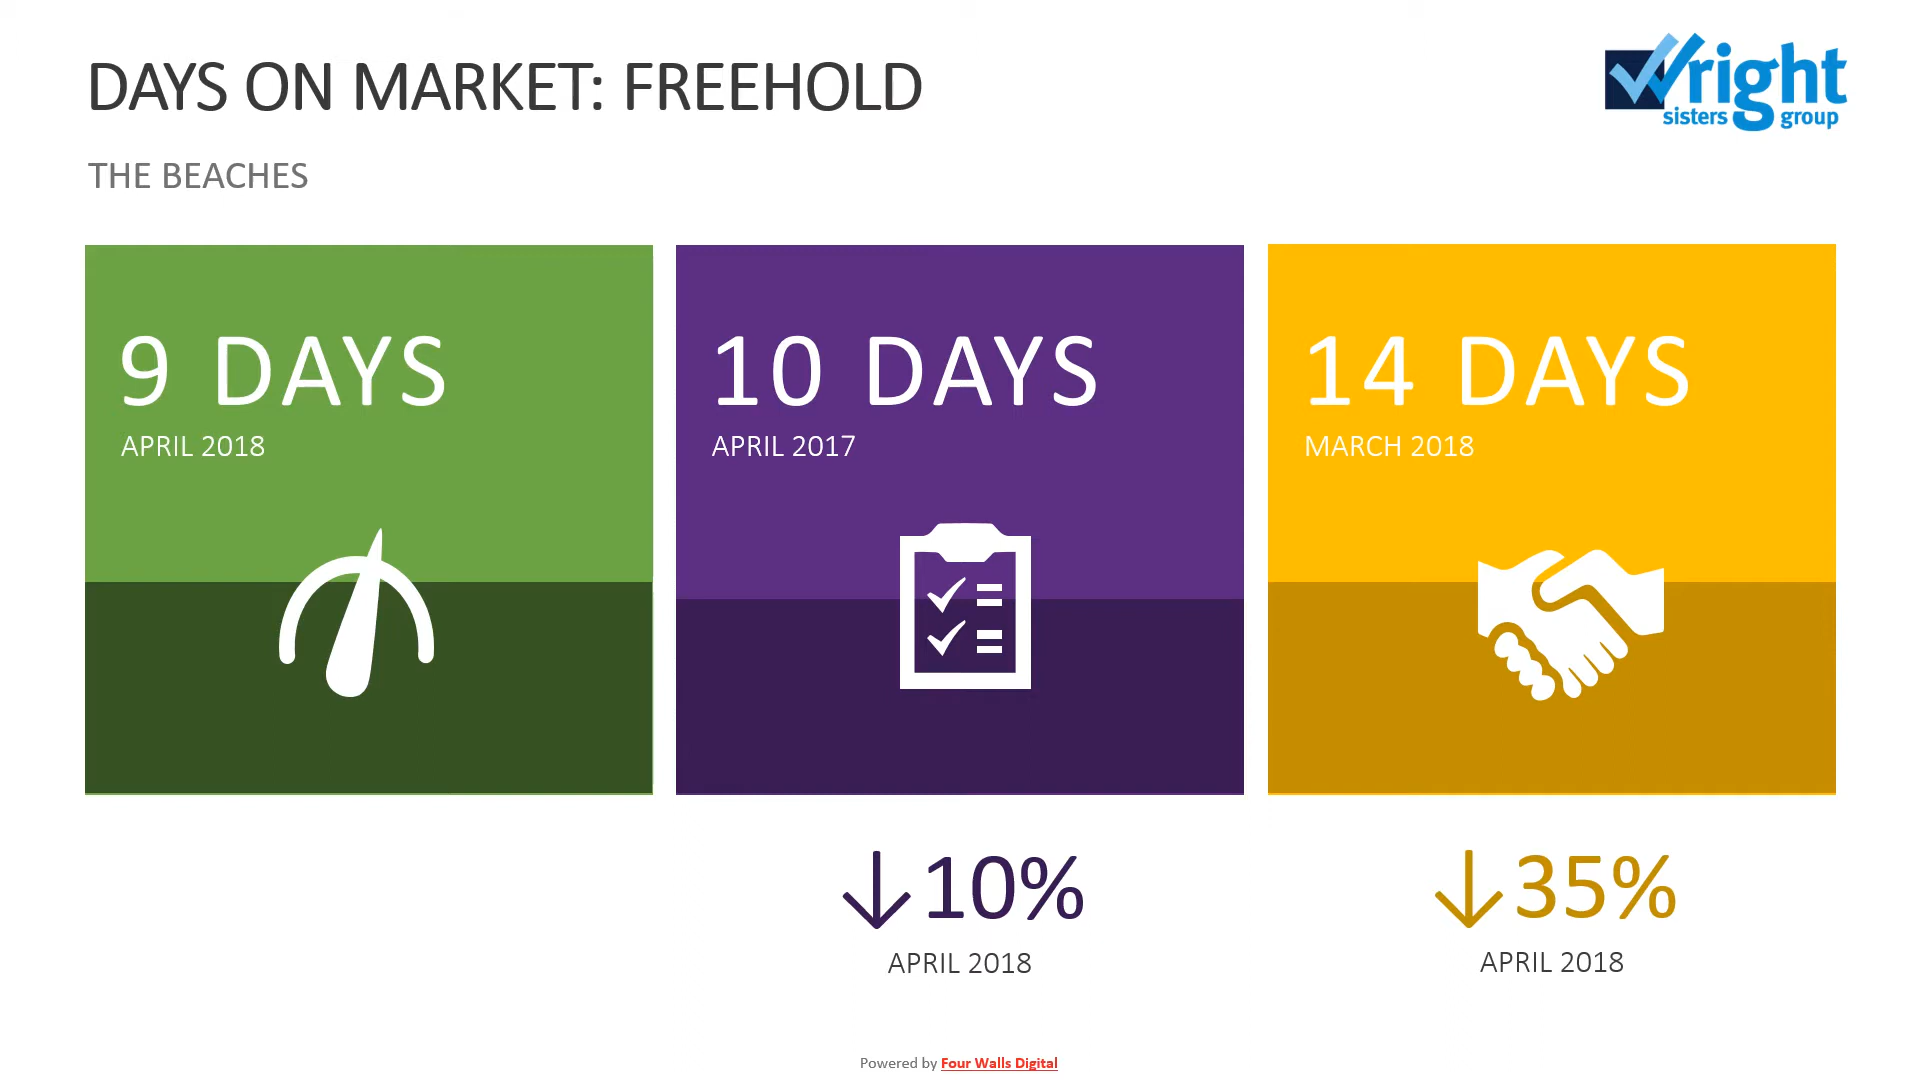 DAYS ON MARKET: FREEHOLD
Wright
sisters group
THE BEACHES
9 DAYS
APRIL 2018
10 DAYS
APRIL 2017
14 DAYS
MARCH 2018
↓10%
APRIL 2018
↓35%
APRIL 2018
Powered by Four Walls Digital